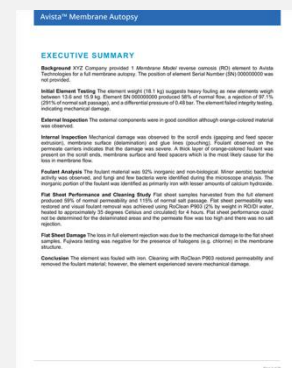 Avista™ Membrane Autopsy
EXECUTIVE SUMMARY
Background XYZ Company provided 1 Membrane Model reverse osmosis (RO) element to Avista
Technologies for a full membrane autopsy. The position of element Serial Number (SN) 000000000 was
not provided.
Initial Element Testing The element weight (18.1 kg) suggests heavy fouling as new elements weigh
between 13.6 and 15.9 kg. Element SN 000000000 produced 58% of normal flow, a rejection of 97.1%
(291% of normal salt passage), and a differential pressure of 0.48 bar. The element failed integrity testing,
indicating mechanical damage.
External Inspection The external components were in good condition although orange-colored material
was observed.
Internal Inspection Mechanical damage was observed to the scroll ends (gapping and feed spacer
extrusion), membrane surface (delamination) and glue lines (pouching). Foulant observed on the
permeate carriers indicates that the damage was severe. A thick layer of orange-colored foulant was
present on the scroll ends, membrane surface and feed spacers which is the most likely cause for the
loss in membrane flow.
Foulant Analysis The foulant material was 92% inorganic and non-biological. Minor aerobic bacterial
activity was observed, and fungi and few bacteria were identified during the microscope analysis. The
inorganic portion of the foulant was identified as primarily iron with lesser amounts of calcium hydroxide.
Flat Sheet Performance and Cleaning Study Flat sheet samples harvested from the full element
produced 59% of normal permeability and 115% of normal salt passage. Flat sheet permeability was
restored and visual foulant removal was achieved using RoClean P903 (2% by weight in RO/DI water,
heated to approximately 35 degrees Celsius and circulated) for 4 hours. Flat sheet performance could
not be determined for the delaminated areas and the permeate flow was too high and there was no salt
rejection.
Flat Sheet Damage The loss in full element rejection was due to the mechanical damage to the flat sheet
samples. Fujiwara testing was negative for the presence of halogens (e.g. chlorine) in the membrane
structure.
Conclusion The element was fouled with iron. Cleaning with RoClean P903 restored permeability and
removed the foulant material; however, the element experienced severe mechanical damage.